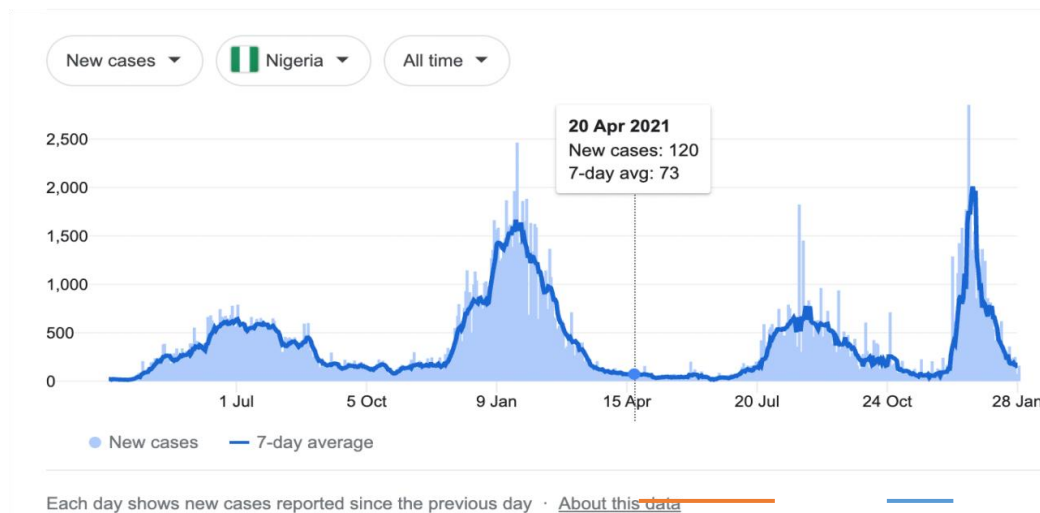 New cases Nigeria All time
20 Apr 2021
New cases: 120
7-day avg: 73
2,500
2,000
1,500
1,000
500
0
1 Jul 5 Oct 9 Jan 15 Apr 20 Jul 24 Oct 28 Jan
New cases 7-day average
Each day shows new cases reported since the previous day · About this data